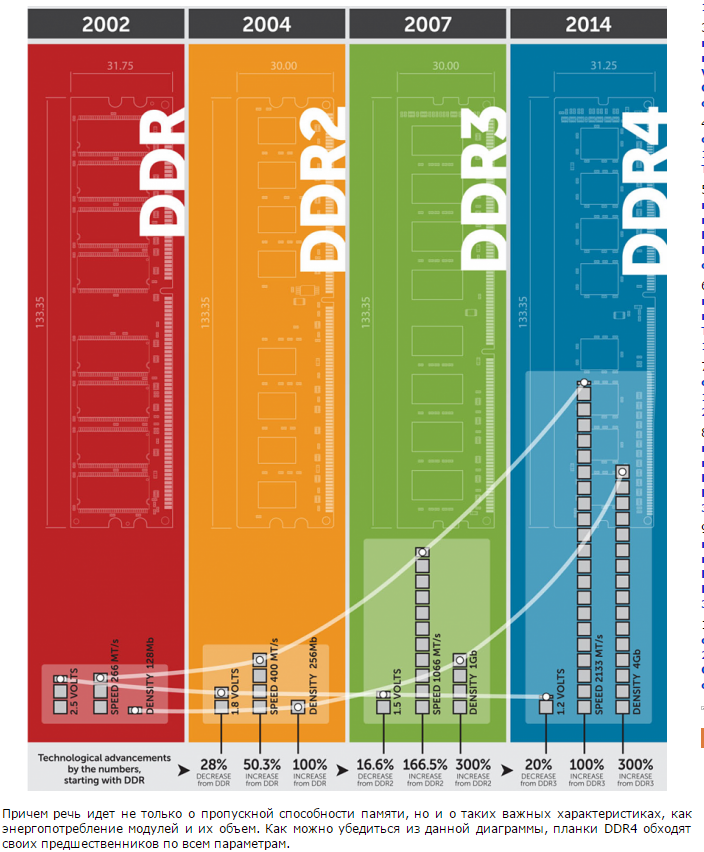 2002
2004
2007
2014
31.75
30.00
30.00
31.25
DDR
DDR2
DDR3
DDR4
133.35
133.35
133.35
133.35
2.5 VOLTS
SPEED 266 MT/s
DENSITY 128Mb
1.8 VOLTS
SPEED 400 MT/s
DENSITY 256Mb
1.5 VOLTS
SPEED 1066 MT/s
DENSITY 1Gb
1.2 VOLTS
SPEED 2133 MT/s
DENSITY 4Gb
Technological advancements
by the numbers,
starting with DDR
28%
DECREASE
from DDR
50.3%
INCREASE
from DDR
100%
INCREASE
from DDR
16.6%
DECREASE
from DDR2
166.5%
INCREASE
from DDR2
300%
INCREASE
from DDR2
20%
DECREASE
from DDR3
100%
INCREASE
from DDR3
300%
INCREASE
from DDR3
Причем речь идет не только о пропускной способности памяти, но и о таких важных характеристиках, как
энергопотребление модулей и их объем. Как можно убедиться из данной диаграммы, планки DDR4 обходят
своих предшественников по всем параметрам.